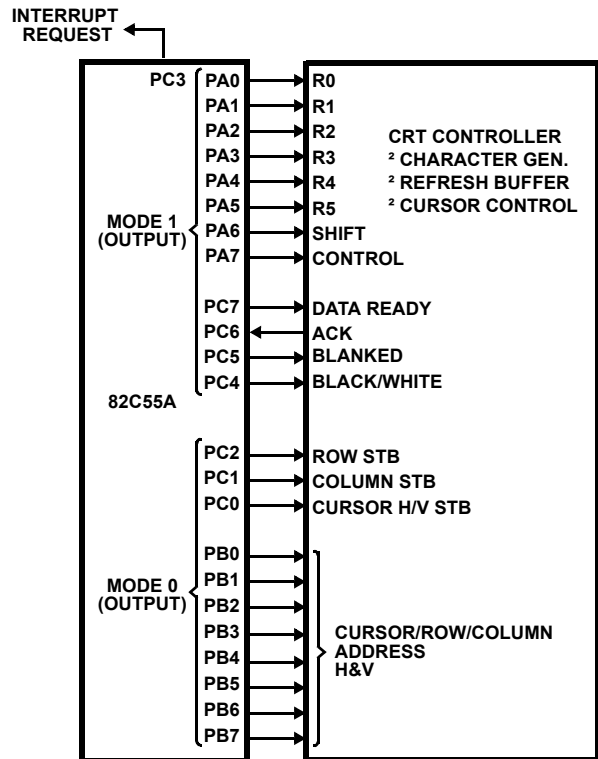 INTERRUPT
REQUEST
PC3 PA0 R0
PA1 R1
PA2 R2
PA3 R3
PA4 R4
PA5 R5
PA6 SHIFT
PA7 CONTROL
CRT CONTROLLER
² CHARACTER GEN.
² REFRESH BUFFER
² CURSOR CONTROL
MODE 1
(OUTPUT)
PC7 DATA READY
PC6 ACK
PC5 BLANKED
PC4 BLACK/WHITE
82C55A
PC2 ROW STB
PC1 COLUMN STB
PC0 CURSOR H/V STB
MODE 0
(OUTPUT)
PB0
PB1
PB2
PB3
PB4
PB5
PB6
PB7
CURSOR/ROW/COLUMN
ADDRESS
H&V